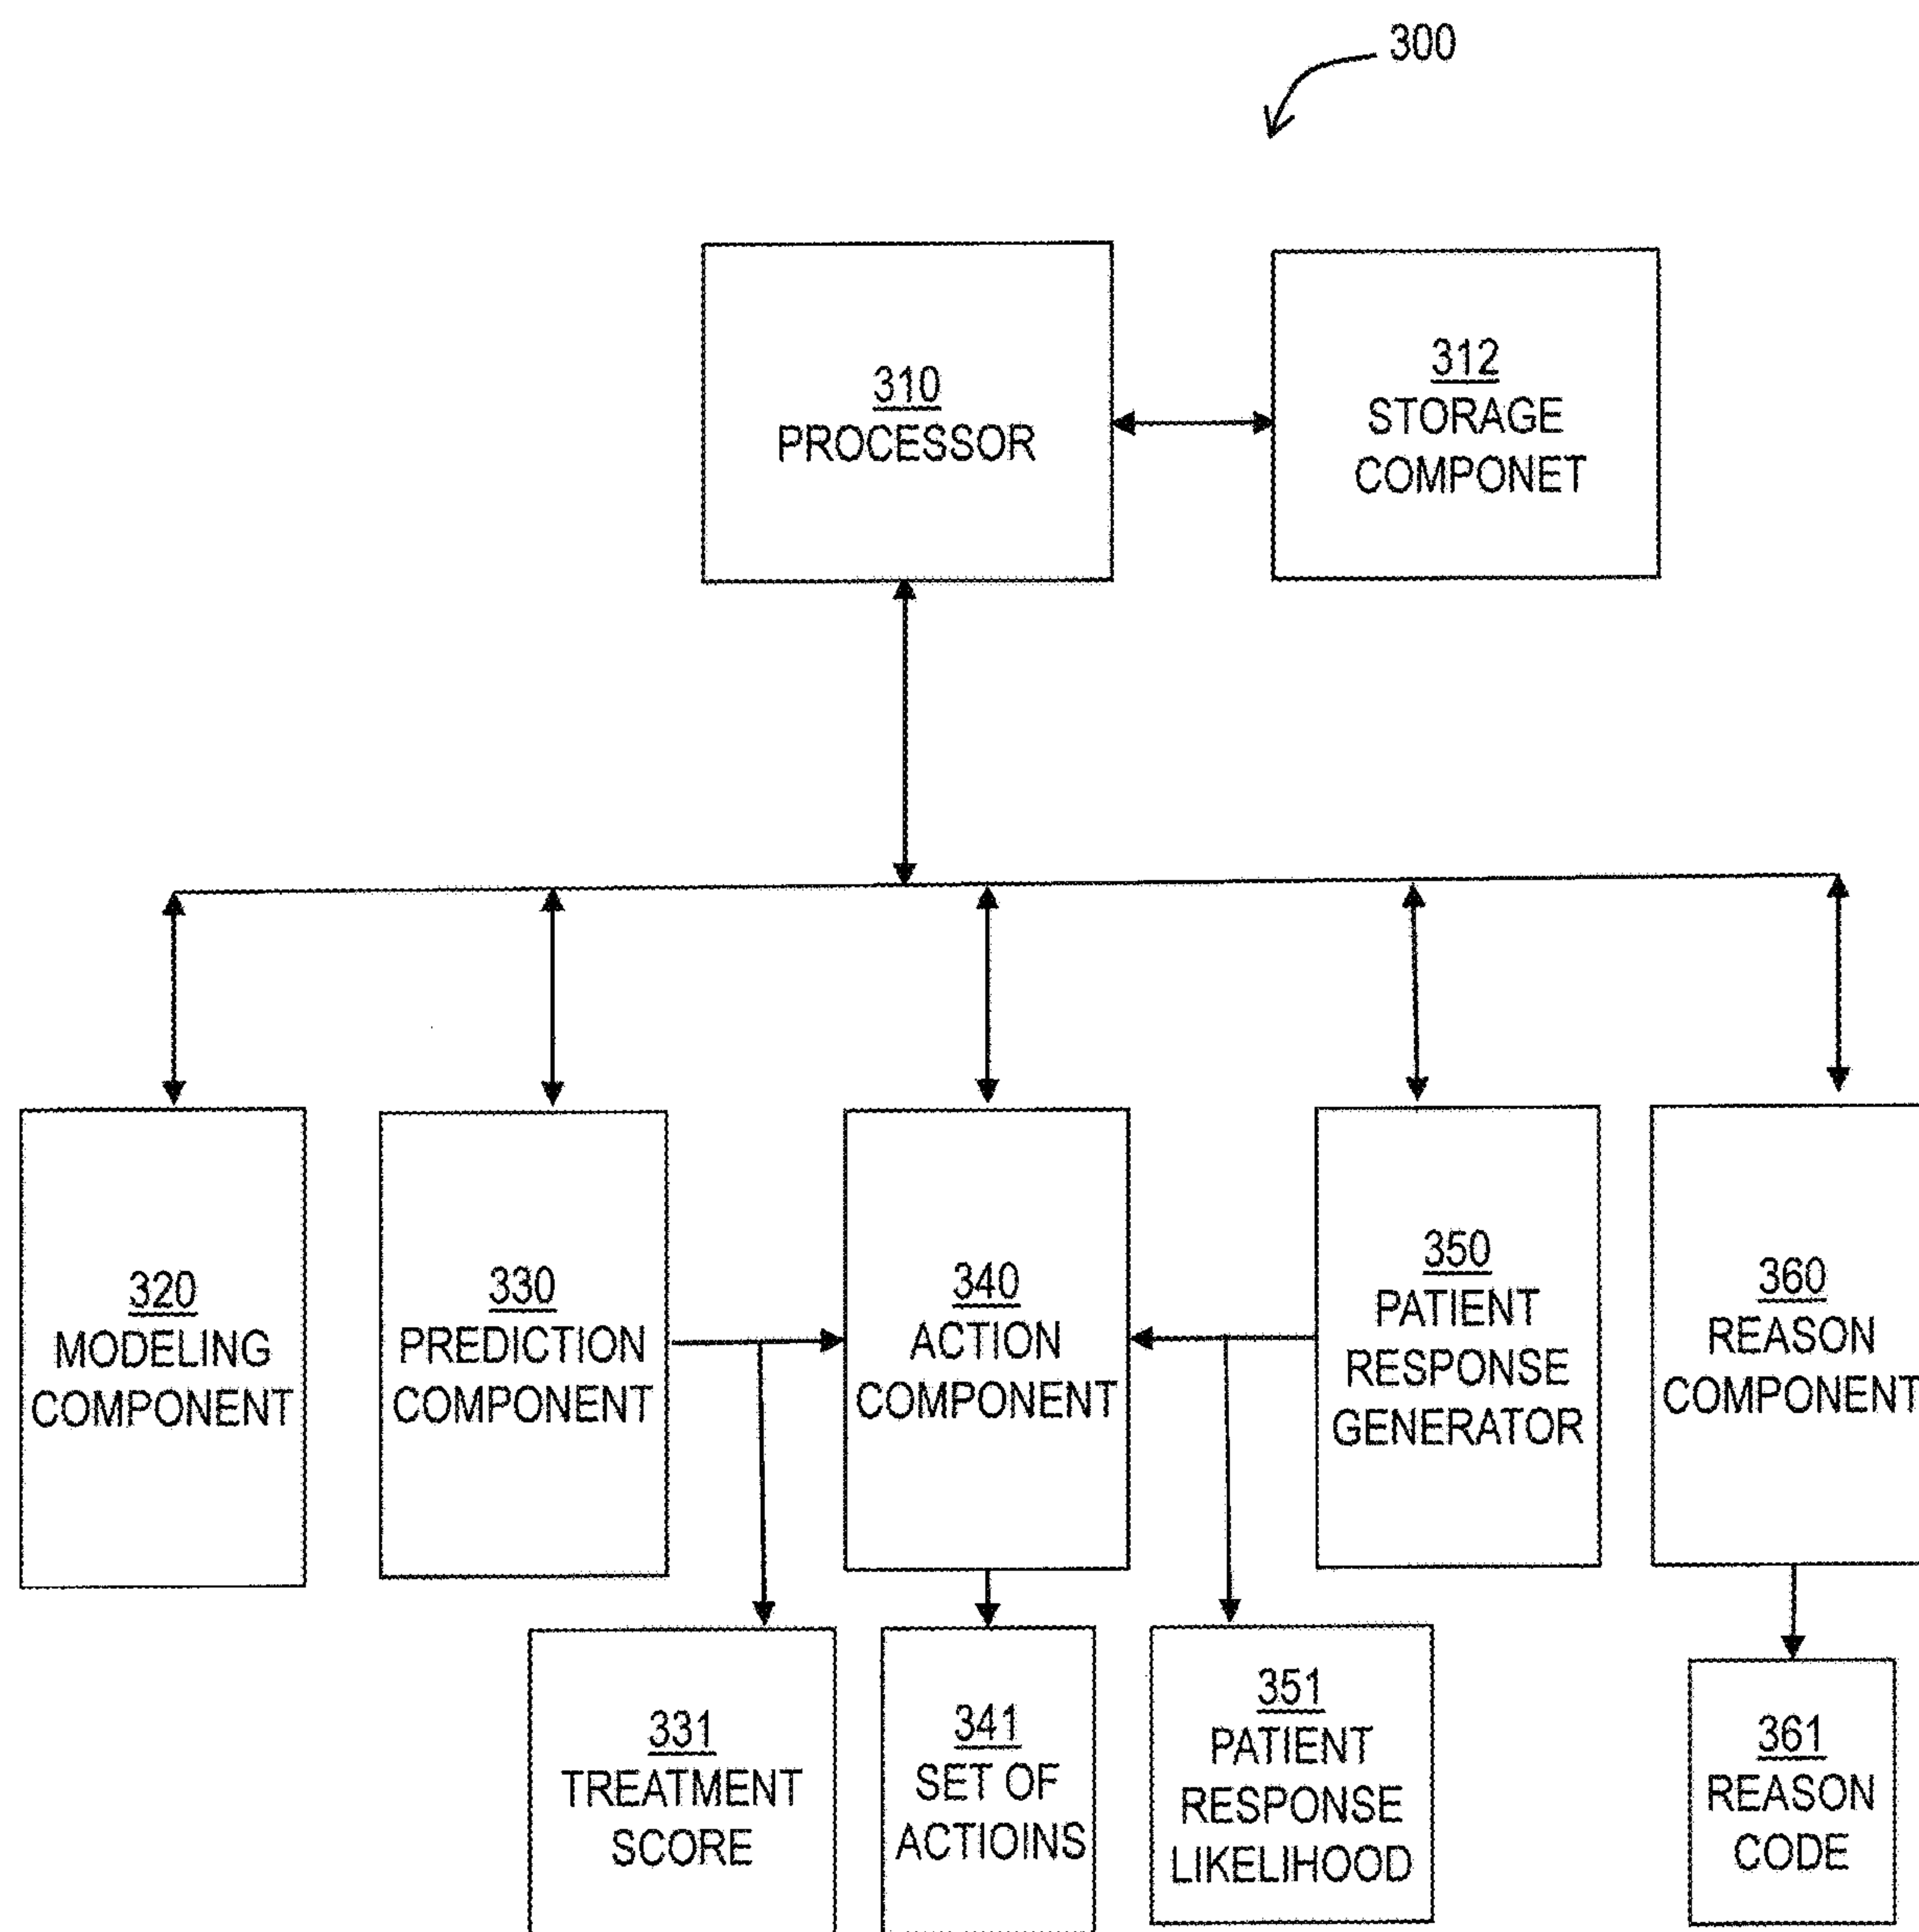 300
310
PROCESSOR
312
STORAGE
COMPONET
320
MODELING
COMPONENT
330
PREDICTION
COMPONENT
340
ACTION
COMPONENT
350
PATIENT
RESPONSE
GENERATOR
360
REASON
COMPONENT
331
TREATMENT
SCORE
341
SET OF
ACTIOINS
351
PATIENT
RESPONSE
LIKELIHOOD
361
REASON
CODE